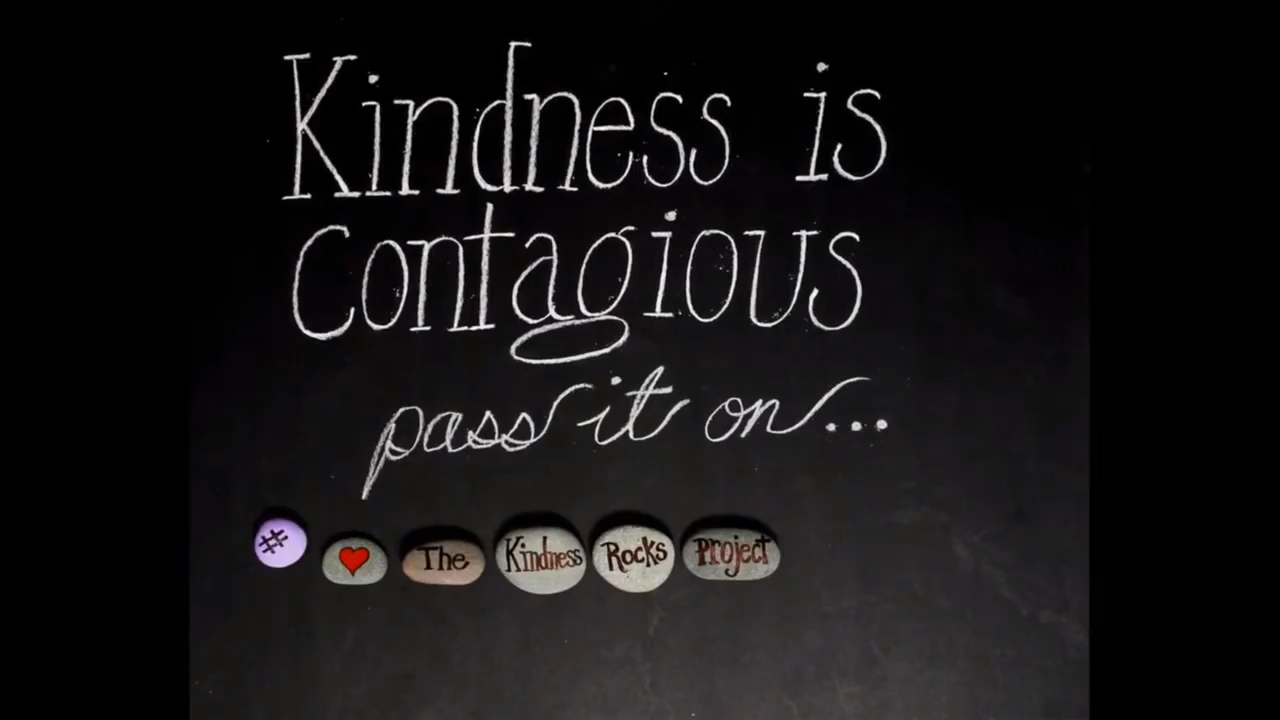 Kindness is
Contagious
pass it on...
# ❤ The Kindness Rocks Project